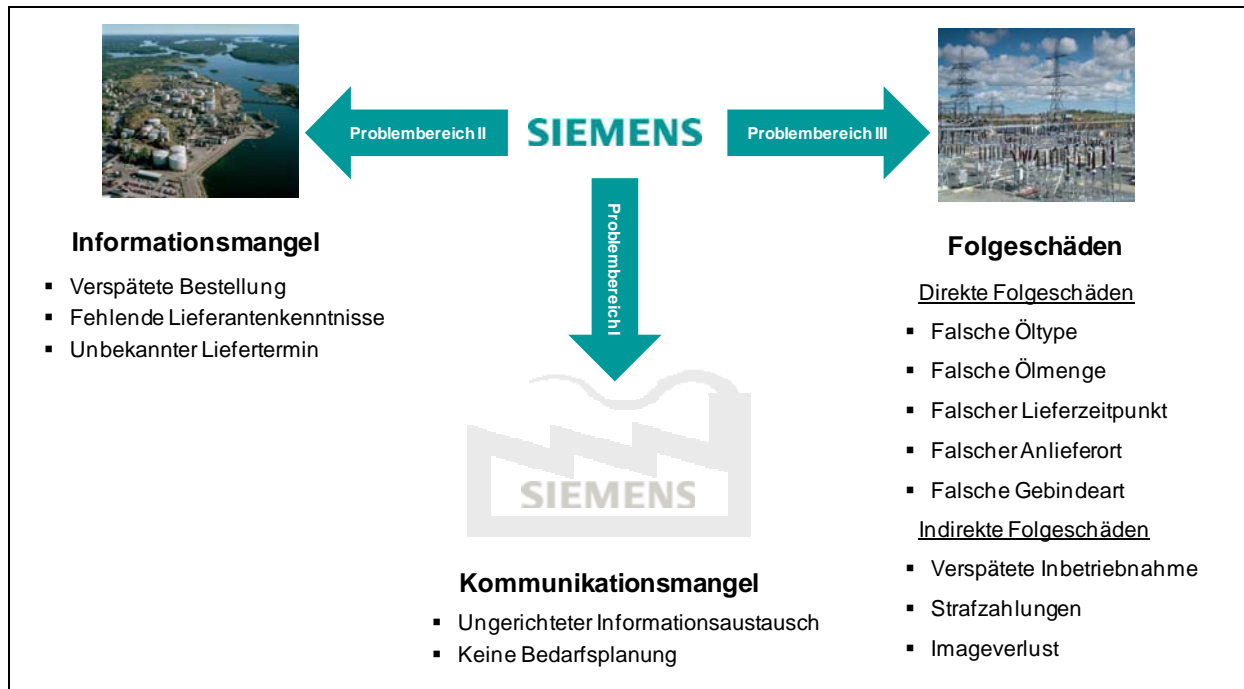 Problembereich II
SIEMENS
Problembereich III
Problembereich I
Informationsmangel
▪ Verspätete Bestellung
▪ Fehlende Lieferantenkenntnisse
▪ Unbekannter Liefertermin
SIEMENS
Kommunikationsmangel
▪ Ungerichteter Informationsaustausch
▪ Keine Bedarfsplanung
Folgeschäden
Direkte Folgeschäden
▪ Falsche Öltype
▪ Falsche Ölmenge
▪ Falscher Lieferzeitpunkt
▪ Falscher Anlieferort
▪ Falsche Gebindeart
Indirekte Folgeschäden
▪ Verspätete Inbetriebnahme
▪ Strafzahlungen
▪ Imageverlust